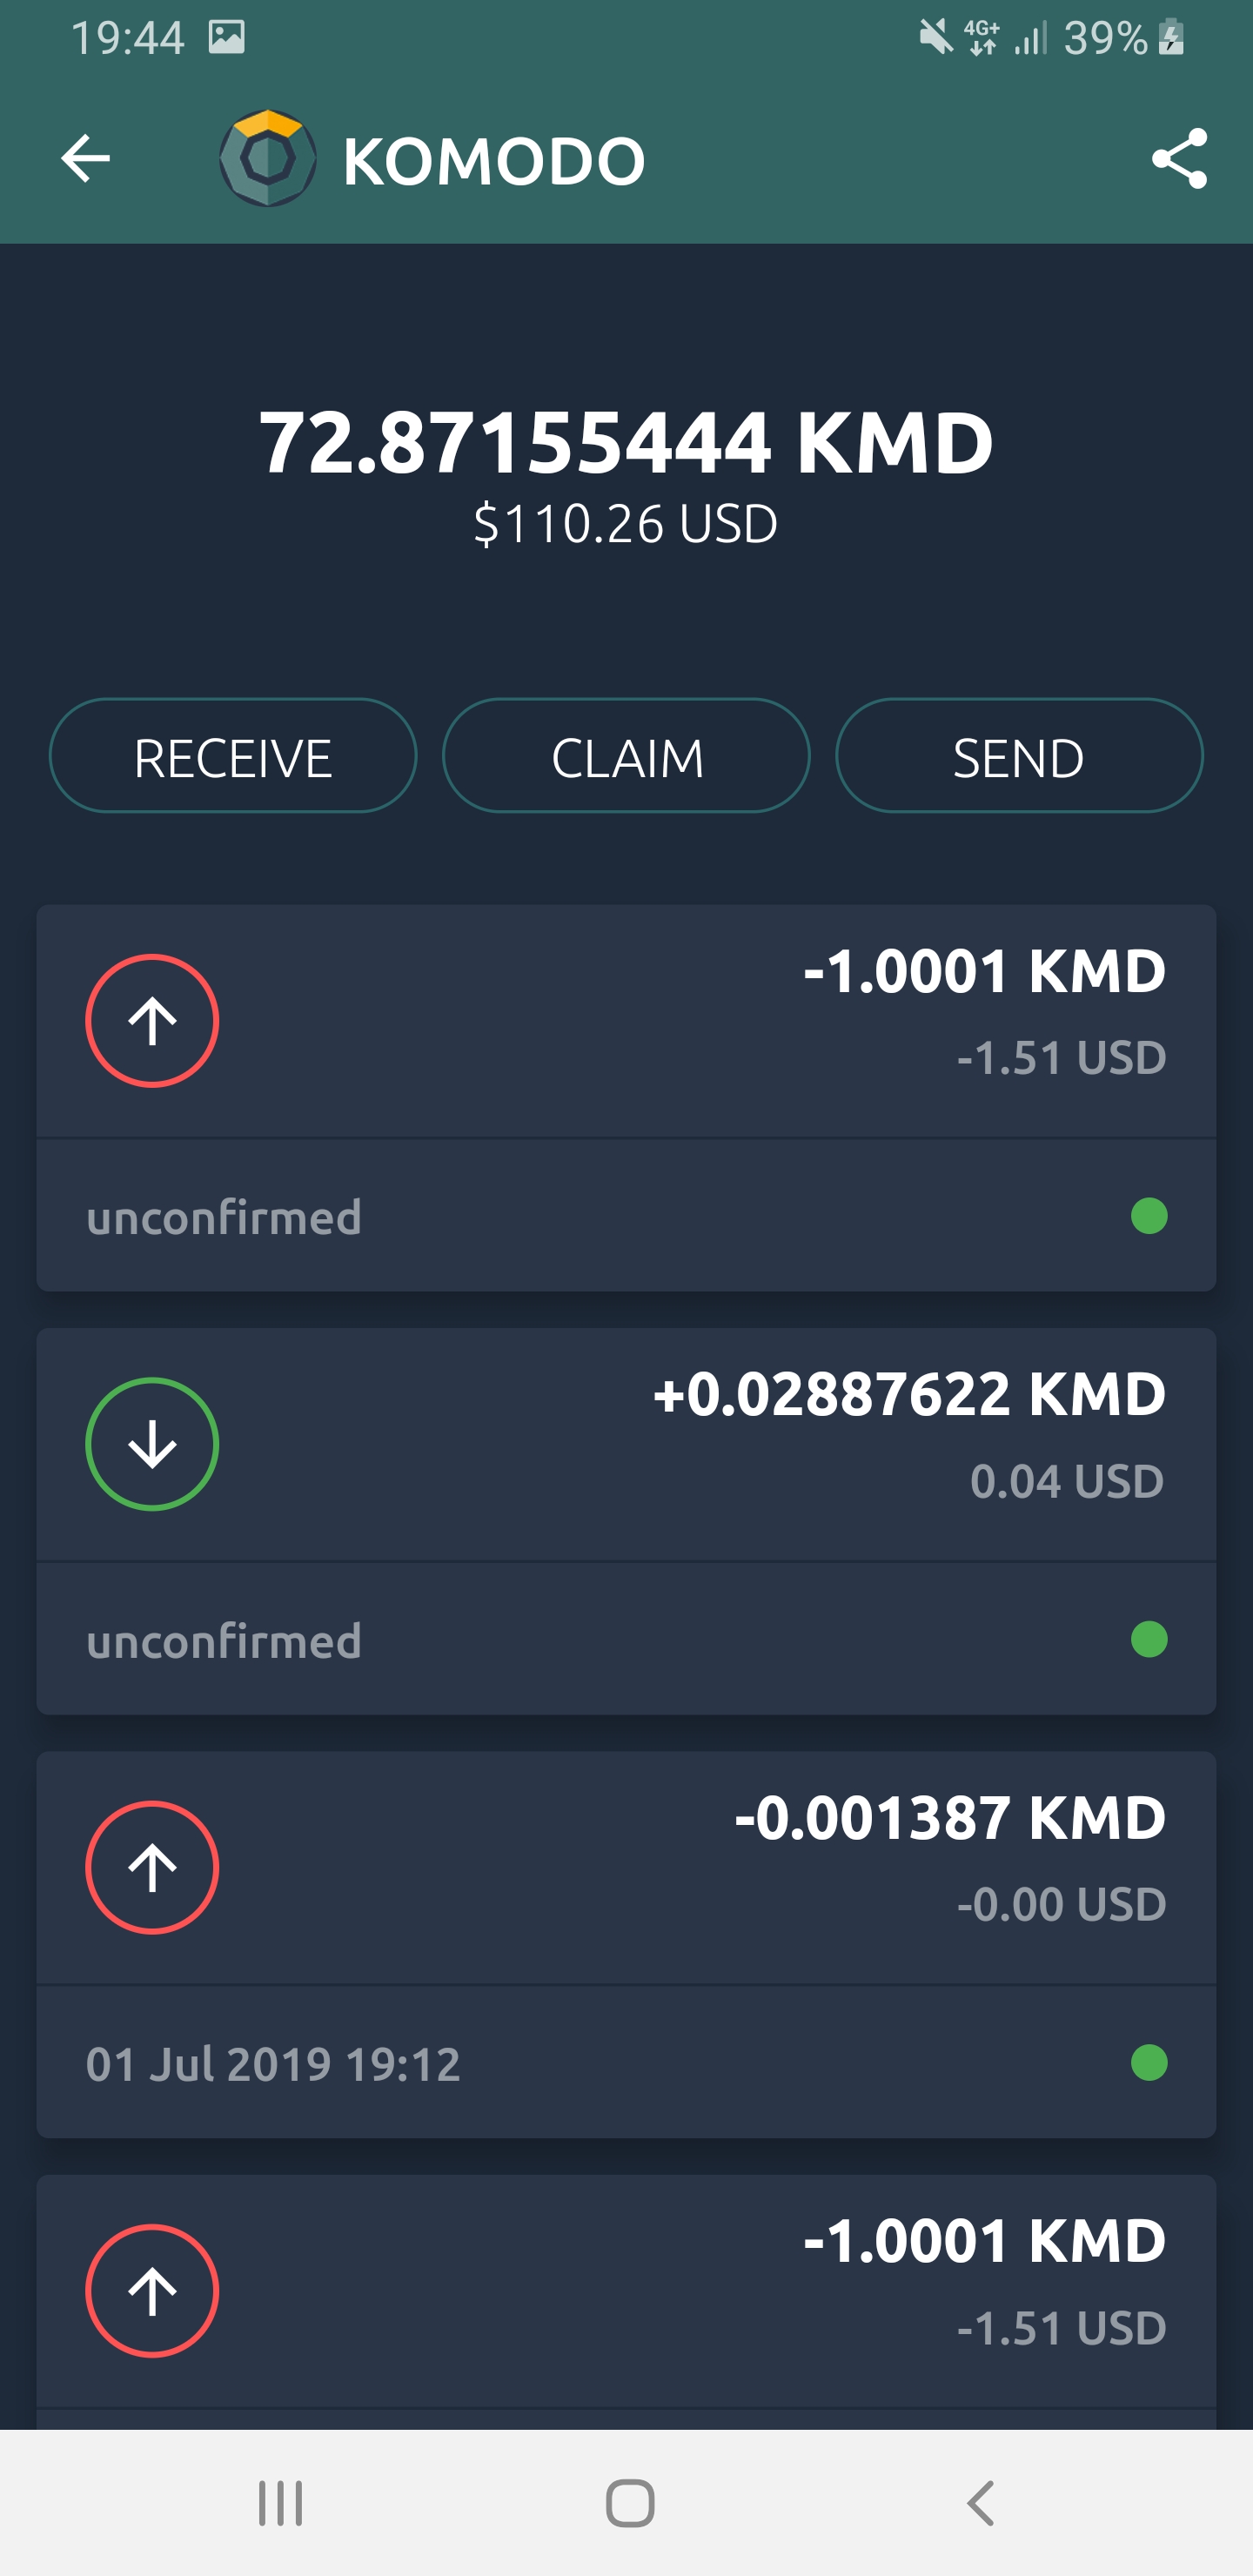 19:44 4G+ 39%
KOMODO
72.87155444 KMD
$110.26 USD
RECEIVE CLAIM SEND
-1.0001 KMD
-1.51 USD
unconfirmed
+0.02887622 KMD
0.04 USD
unconfirmed
-0.001387 KMD
-0.00 USD
01 Jul 2019 19:12
-1.0001 KMD
-1.51 USD